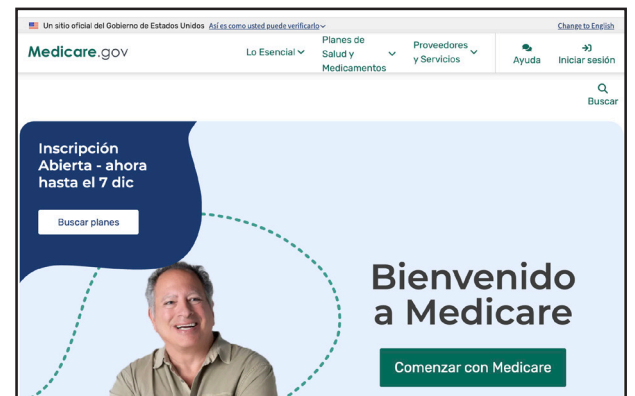 Un sitio oficial del Gobierno de Estados Unidos Así es como usted puede verificarlo
Change to English
Medicare.gov
Lo Esencial
Planes de
Salud y
Medicamentos
Proveedores
y Servicios
Ayuda
Iniciar sesión
Buscar
Inscripción
Abierta - ahora
hasta el 7 dic
Buscar planes
Bienvenido
a Medicare
Comenzar con Medicare